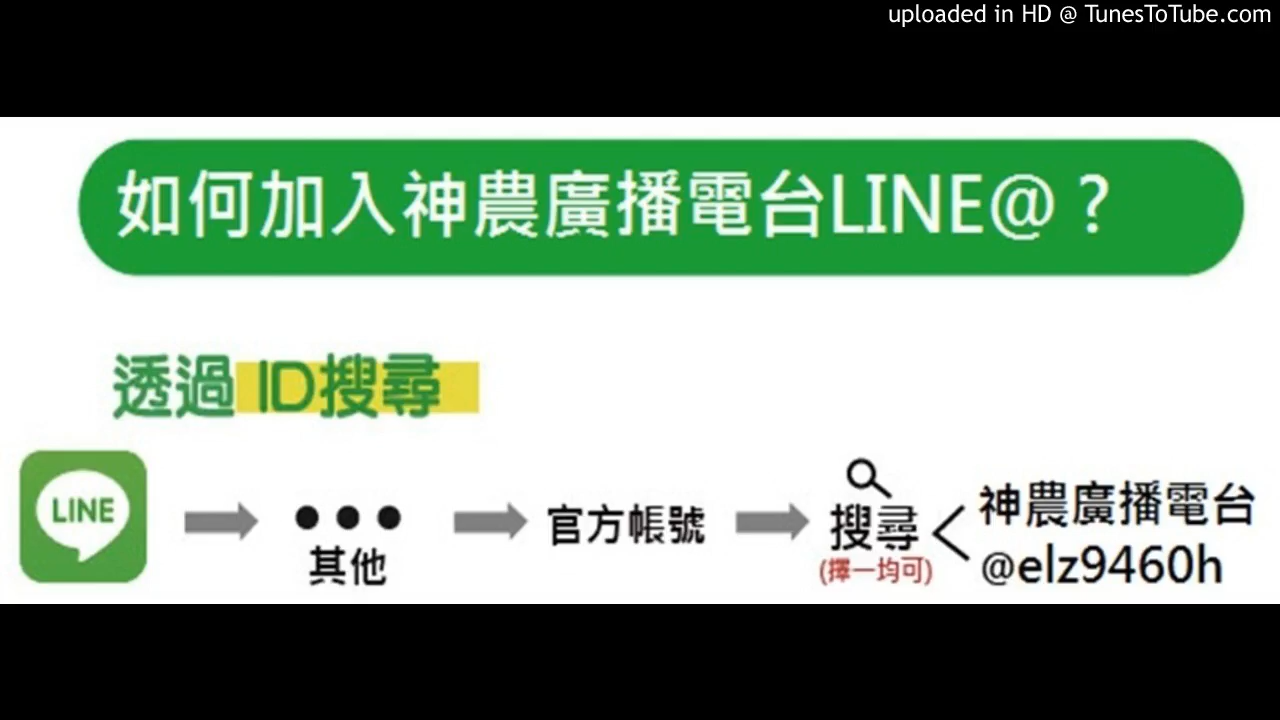 uploaded in HD @ TunesToTube.com
如何加入神農廣播電台LINE@？
透過 ID搜尋
LINE
其他
官方帳號
搜尋
(擇一均可)
神農廣播電台
@elz9460h